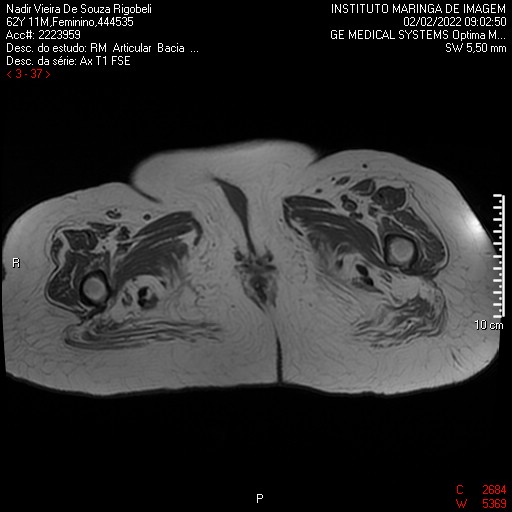 Nadir Vieira De Souza Rigobeli
62Y 11M,Feminino,444535
Acc#: 2223959
Desc. do estudo: RM Articular Bacia ...
Desc. da série: Ax T1 FSE
< 3 - 37 >
INSTITUTO MARINGA DE IMAGEM
02/02/2022 09:02:50
GE MEDICAL SYSTEMS Optima M...
SW 5,50 mm
R
10 cm
P
C 2684
W 5369